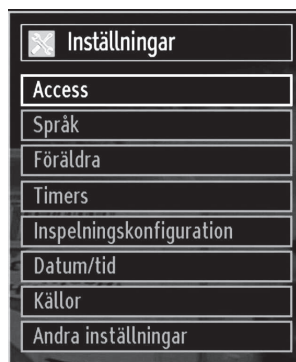 Inställningar
Access
Språk
Föräldra
Timers
Inspelningskonfiguration
Datum/tid
Källor
Andra inställningar